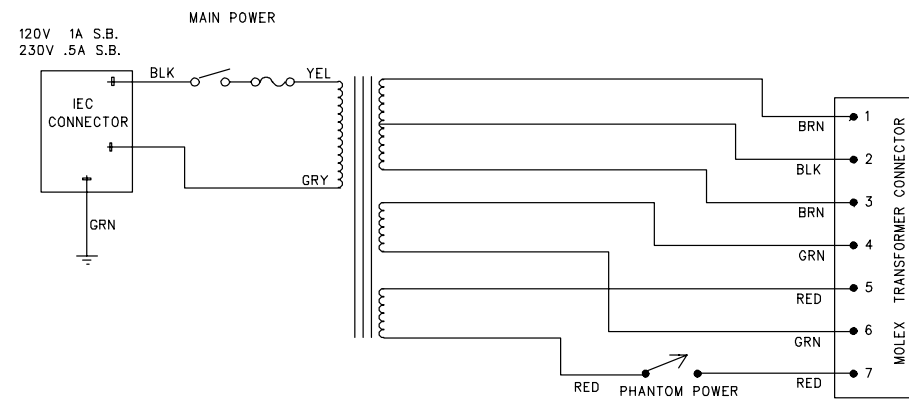 MAIN POWER
120V 1A S.B.
230V .5A S.B.
BLK
YEL
IEC
CONNECTOR
GRY
GRN
BRN
1
BLK
2
BRN
3
GRN
4
RED
5
GRN
6
RED
7
RED
PHANTOM POWER
MOLEX TRANSFORMER CONNECTOR